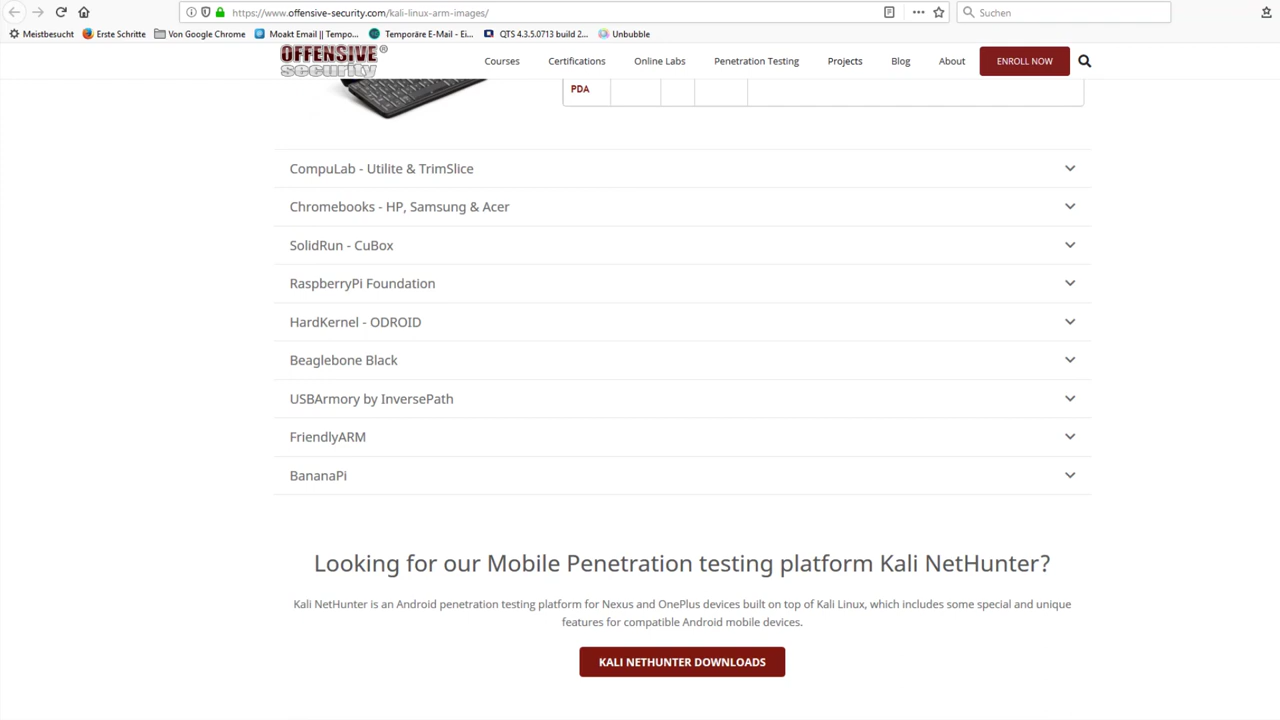 https://www.offensive-security.com/kali-linux-arm-images/
Suchen
Meistbesucht
Erste Schritte
Von Google Chrome
Moakt Email || Tempo...
Temporäre E-Mail - Ei...
QTS 4.3.5.0713 build 2...
Unbubble
OFFENSIVE®
security
Courses
Certifications
Online Labs
Penetration Testing
Projects
Blog
About
ENROLL NOW
PDA
CompuLab - Utilite & TrimSlice
Chromebooks - HP, Samsung & Acer
SolidRun - CuBox
RaspberryPi Foundation
HardKernel - ODROID
Beaglebone Black
USBArmory by InversePath
FriendlyARM
BananaPi
Looking for our Mobile Penetration testing platform Kali NetHunter?
Kali NetHunter is an Android penetration testing platform for Nexus and OnePlus devices built on top of Kali Linux, which includes some special and unique
features for compatible Android mobile devices.
KALI NETHUNTER DOWNLOADS